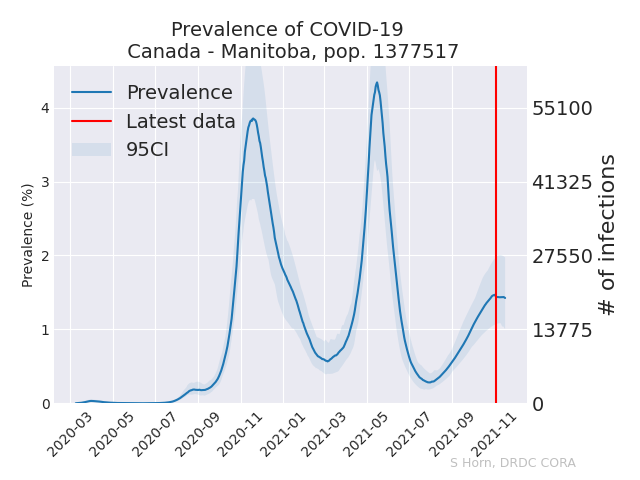 Prevalence of COVID-19
Canada - Manitoba, pop. 1377517
Prevalence
Latest data
95CI
Prevalence (%)
4
3
2
1
0
55100
41325
27550
13775
0
# of infections
2020-03
2020-05
2020-07
2020-09
2020-11
2021-01
2021-03
2021-05
2021-07
2021-09
2021-11
S Horn, DRDC CORA